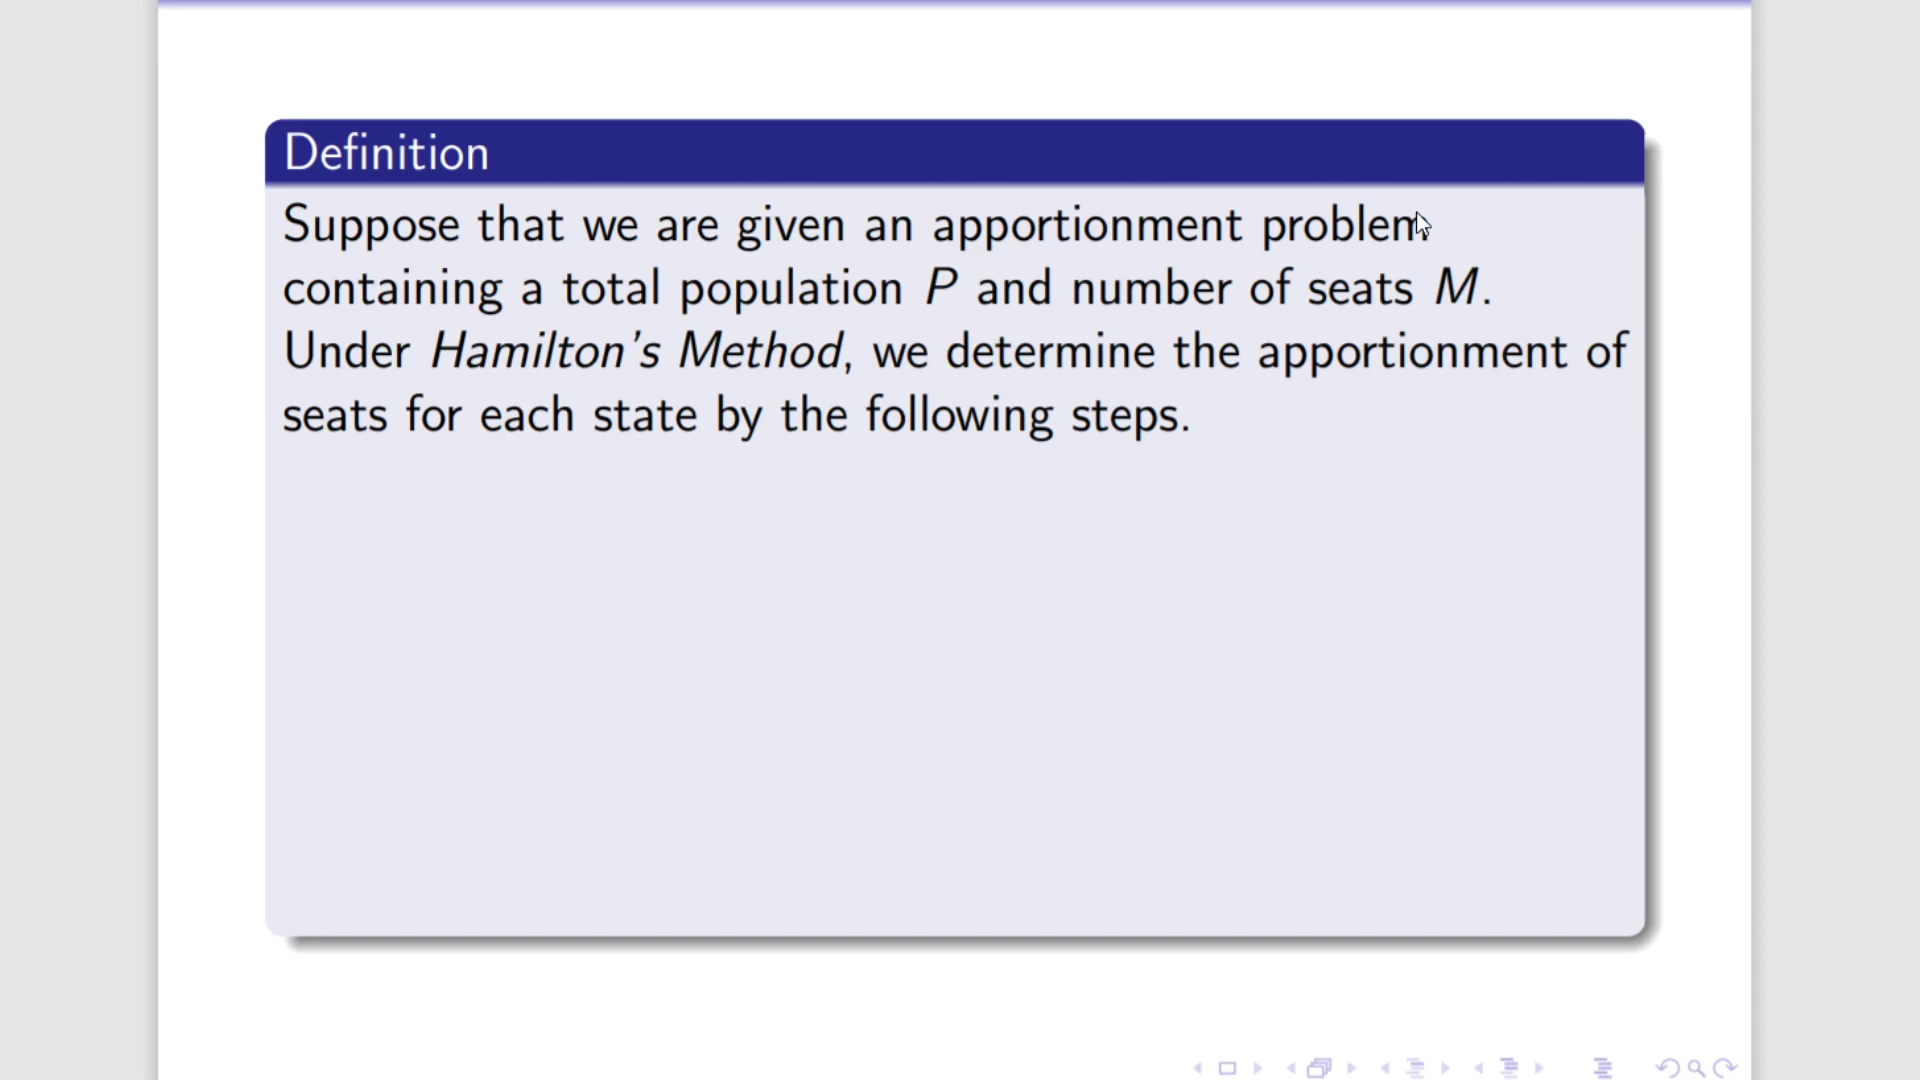 Definition
Suppose that we are given an apportionment problem
containing a total population P and number of seats M.
Under Hamilton's Method, we determine the apportionment of
seats for each state by the following steps.